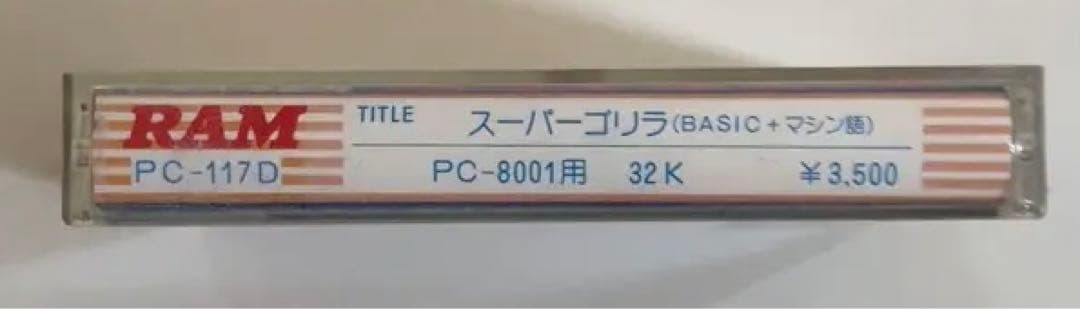 RAM
PC-117D
TITLE スーパーゴリラ(BASIC+マシン語)
PC-8001用 32K ¥3,500